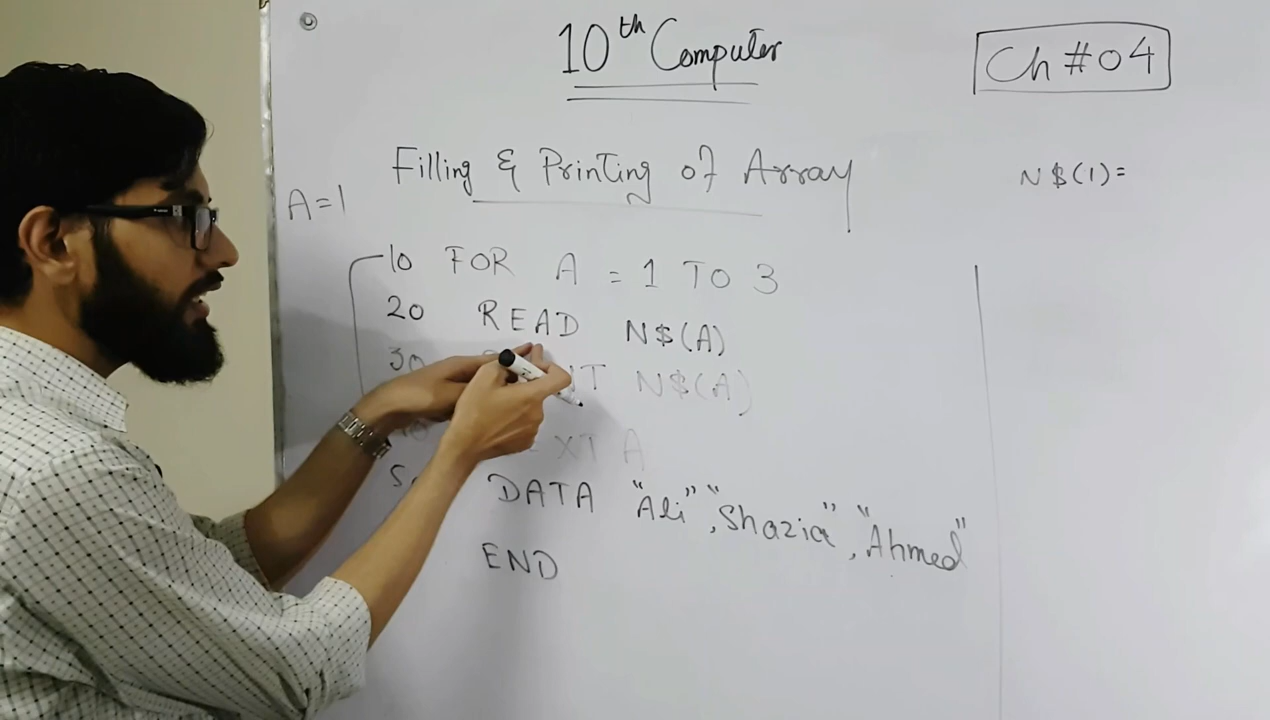 10th Computer
Ch #04
Filling & Printing of Array
N$(1)=
A=1
10 FOR A = 1 TO 3
20 READ N$(A)
30 N$(A)
A
DATA "Ali","Shazia","Ahmed"
END